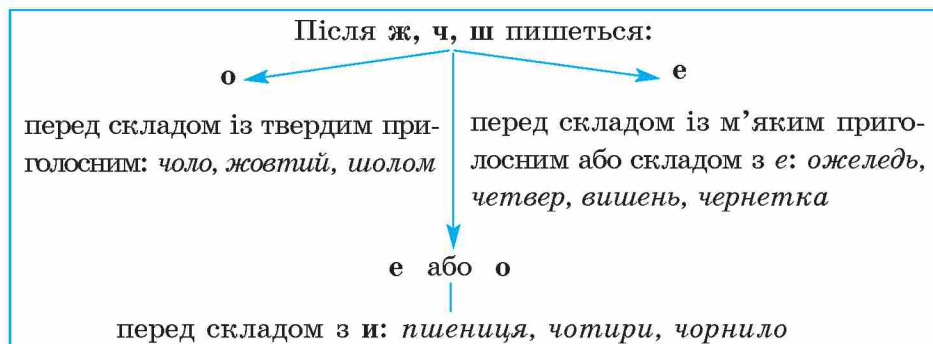 Після ж, ч, ш пишеться:
о
е
перед складом із твердим при-
голосним: чоло, жовтий, шолом
перед складом із м’яким приго-
лосним або складом з е: ожеледь,
четвер, вишень, чернетка
е або о
перед складом з и: пшениця, чотири, чорнило